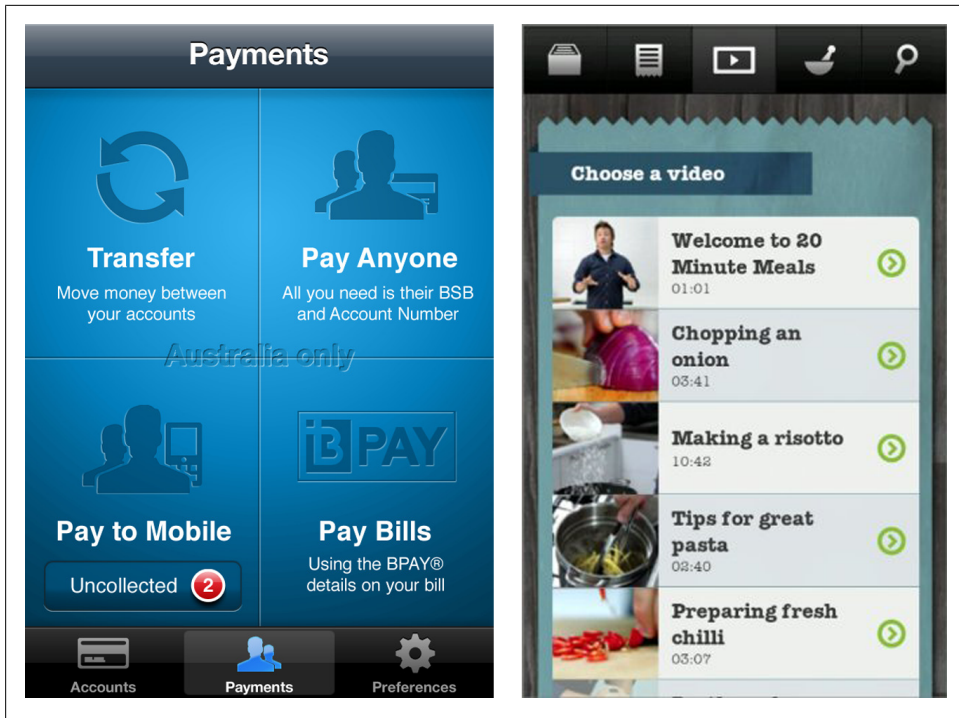 Payments
Transfer
Move money between
your accounts
Pay Anyone
All you need is their BSB
and Account Number
Australia only
Pay to Mobile
Uncollected 2
B PAY
Pay Bills
Using the BPAY®
details on your bill
Accounts
Payments
Preferences
Choose a video
Welcome to 20
Minute Meals
01:01
Chopping an
onion
03:41
Making a risotto
10:42
Tips for great
pasta
02:40
Preparing fresh
chilli
03:07